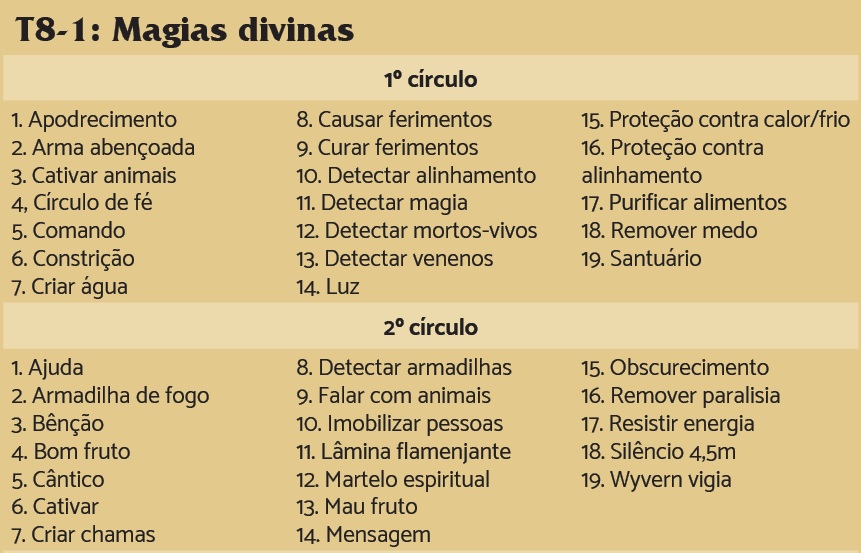 T8-1: Magias divinas
1º círculo
1. Apodrecimento
2. Arma abençoada
3. Cativar animais
4, Círculo de fé
5. Comando
6. Constrição
7. Criar água
8. Causar ferimentos
9. Curar ferimentos
10. Detectar alinhamento
11. Detectar magia
12. Detectar mortos-vivos
13. Detectar venenos
14. Luz
15. Proteção contra calor/frio
16. Proteção contra
alinhamento
17. Purificar alimentos
18. Remover medo
19. Santuário
2º círculo
1. Ajuda
2. Armadilha de fogo
3. Bênção
4. Bom fruto
5. Cântico
6. Cativar
7. Criar chamas
8. Detectar armadilhas
9. Falar com animais
10. Imobilizar pessoas
11. Lâmina flamenjante
12. Martelo espiritual
13. Mau fruto
14. Mensagem
15. Obscurecimento
16. Remover paralisia
17. Resistir energia
18. Silêncio 4,5m
19. Wyvern vigia